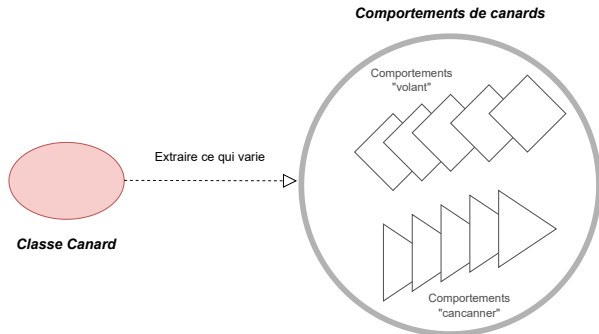 Comportements de canards
Comportements
"volant"
Extraire ce qui varie
Classe Canard
Comportements
"cancanner"